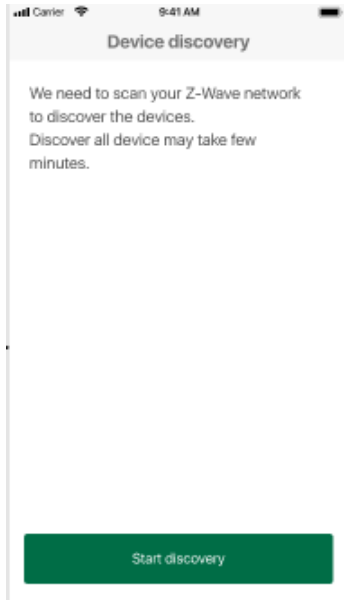 Carrier 9:41 AM
Device discovery
We need to scan your Z-Wave network
to discover the devices.
Discover all device may take few
minutes.
Start discovery